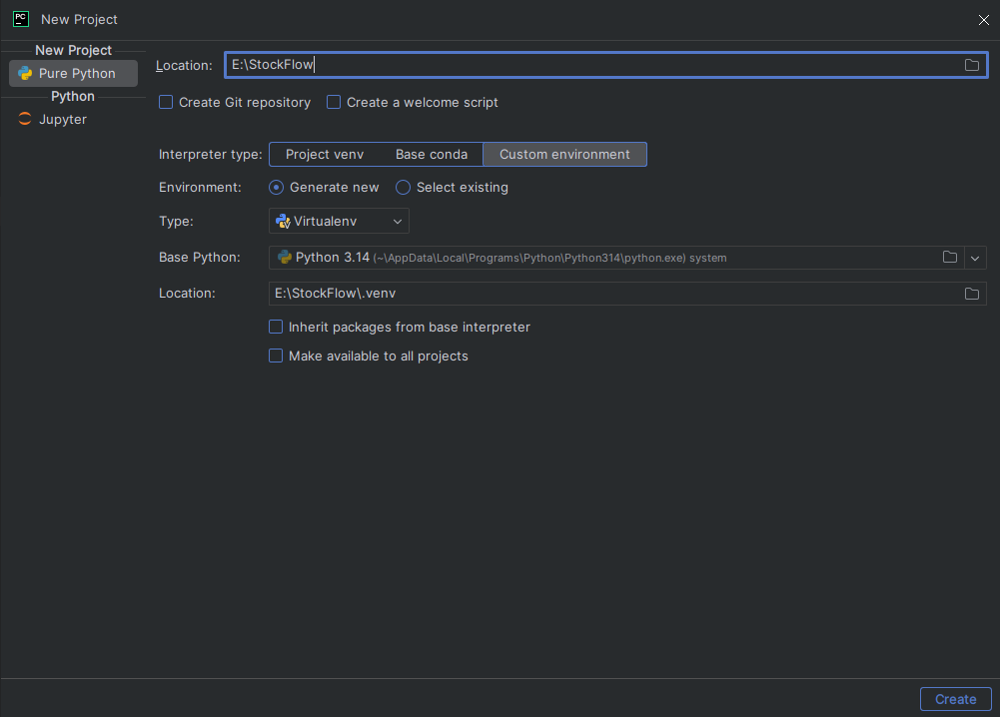 PC
New Project
New Project
Pure Python
Python
Jupyter
Location: E:\StockFlow
Create Git repository Create a welcome script
Interpreter type: Project venv Base conda Custom environment
Environment: Generate new Select existing
Type: Virtualenv
Base Python: Python 3.14 (~\AppData\Local\Programs\Python\Python314\python.exe) system
Location: E:\StockFlow\.venv
Inherit packages from base interpreter
Make available to all projects
Create